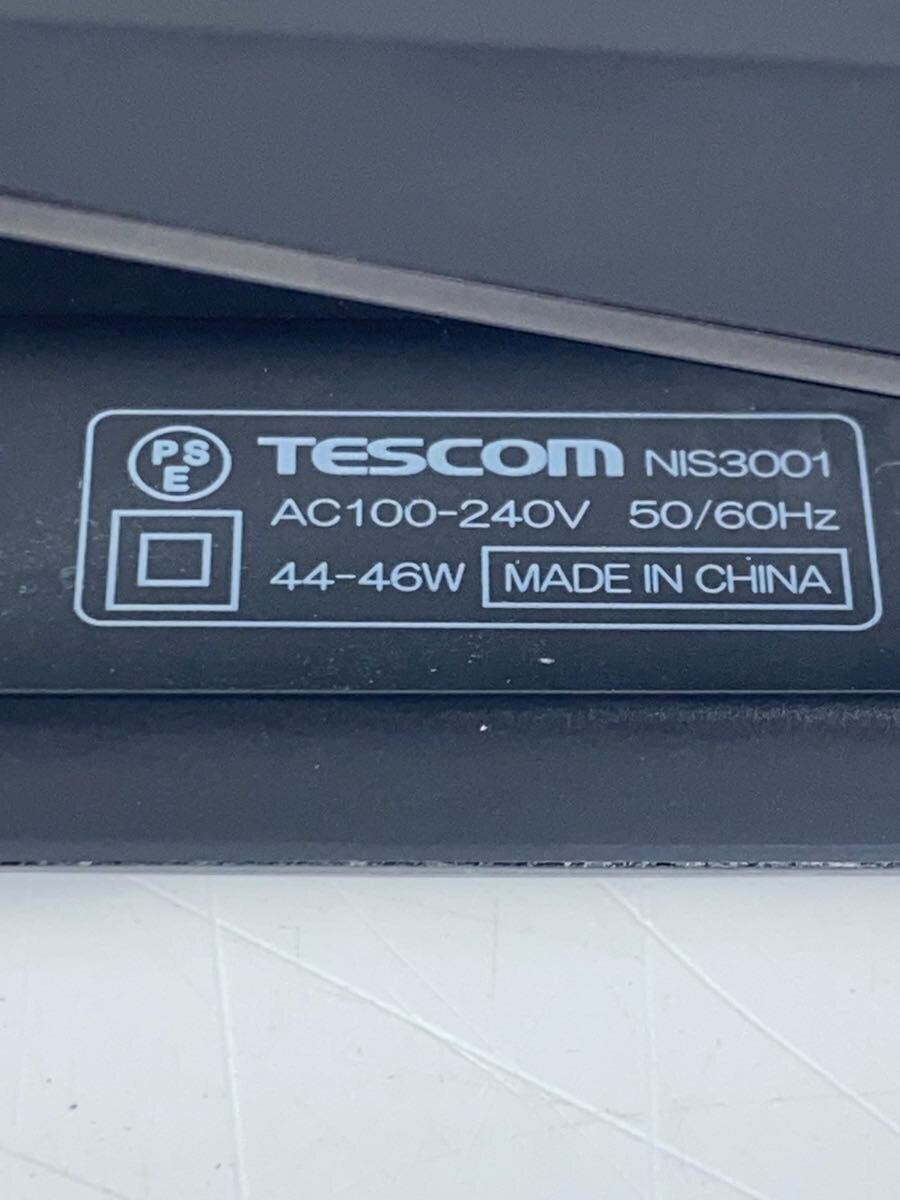 PS
E
TESCOM NIS3001
AC100-240V 50/60Hz
44-46W MADE IN CHINA